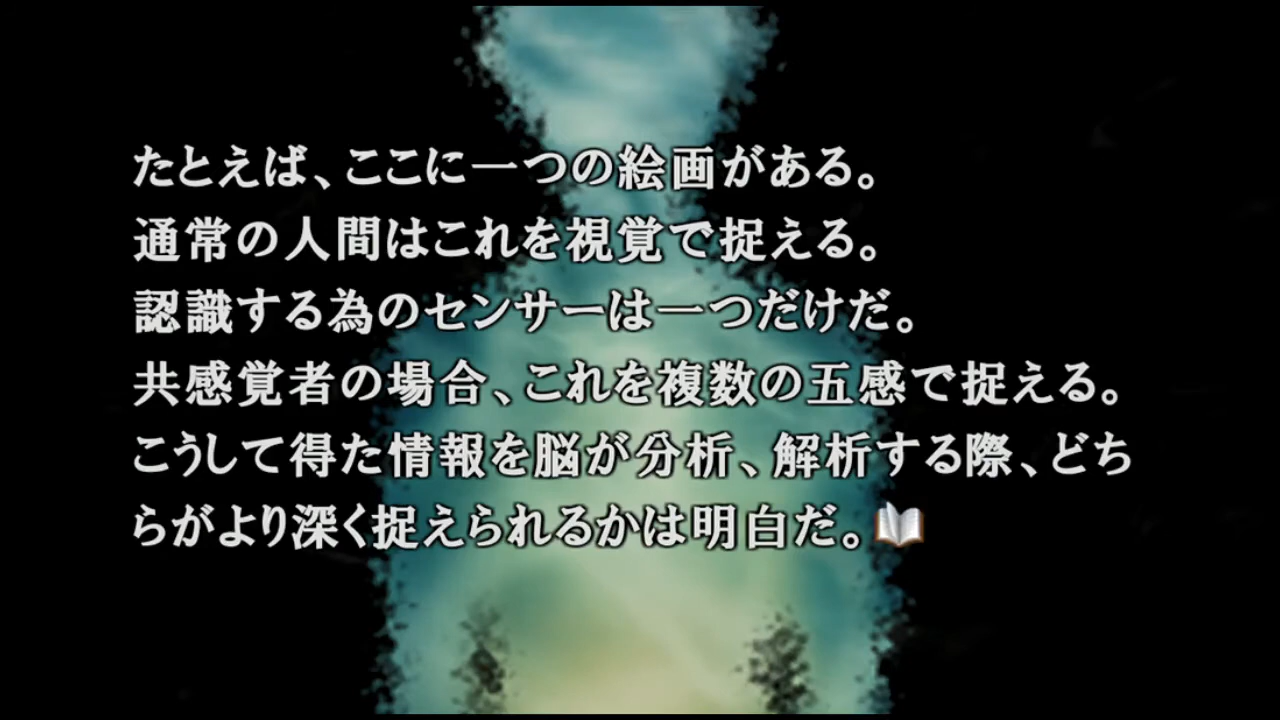 たとえば、ここに一つの絵画がある。
通常の人間はこれを視覚で捉える。
認識する為のセンサーは一つだけだ。
共感覚者の場合、これを複数の五感で捉える。
こうして得た情報を脳が分析、解析する際、どち
らがより深く捉えられるかは明白だ。